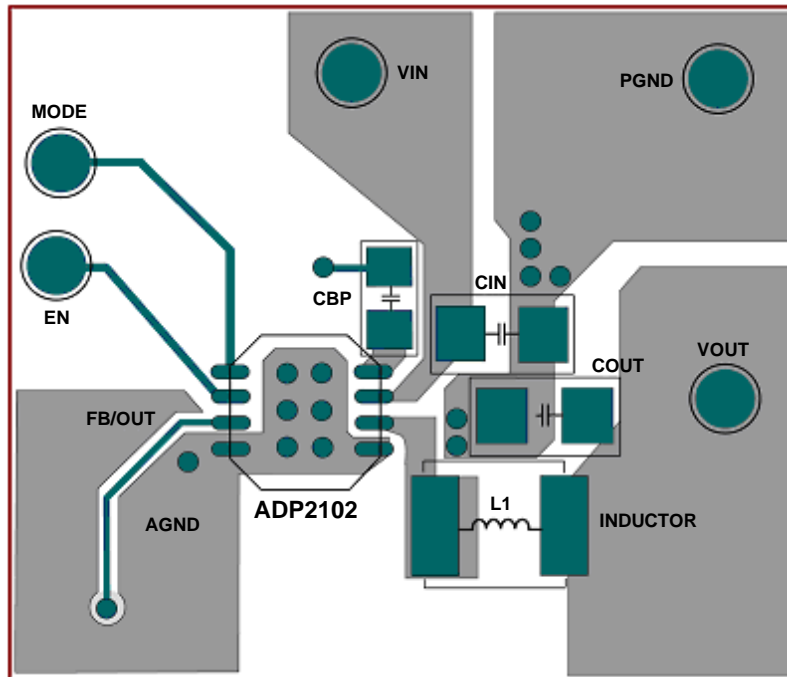 VIN
PGND
MODE
EN
CBP
CIN
COUT
VOUT
FB/OUT
AGND
ADP2102
L1
INDUCTOR